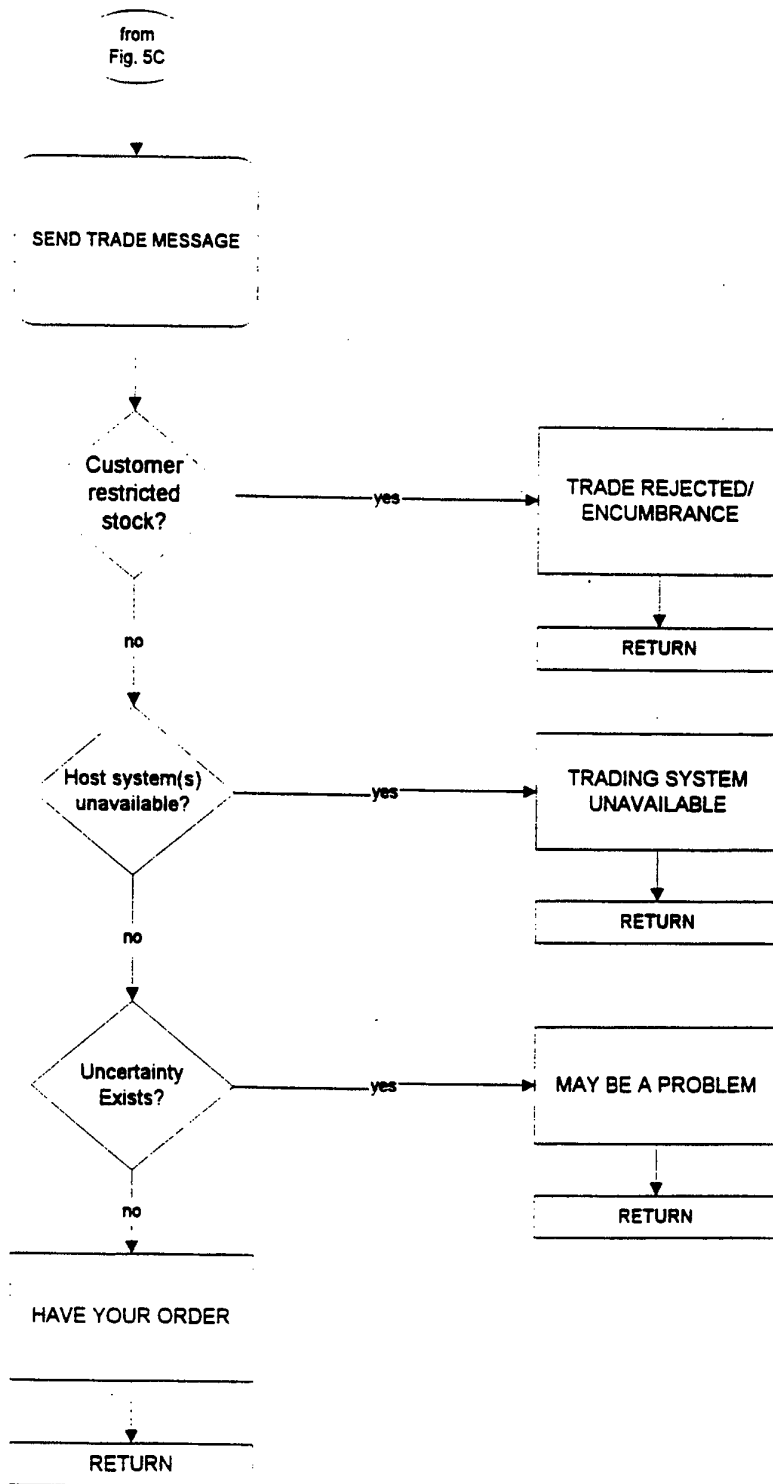 from
Fig. 5C
SEND TRADE MESSAGE
Customer
restricted
stock?
yes
TRADE REJECTED/
ENCUMBRANCE
RETURN
no
Host system(s)
unavailable?
yes
TRADING SYSTEM
UNAVAILABLE
RETURN
no
Uncertainty
Exists?
yes
MAY BE A PROBLEM
RETURN
no
HAVE YOUR ORDER
RETURN